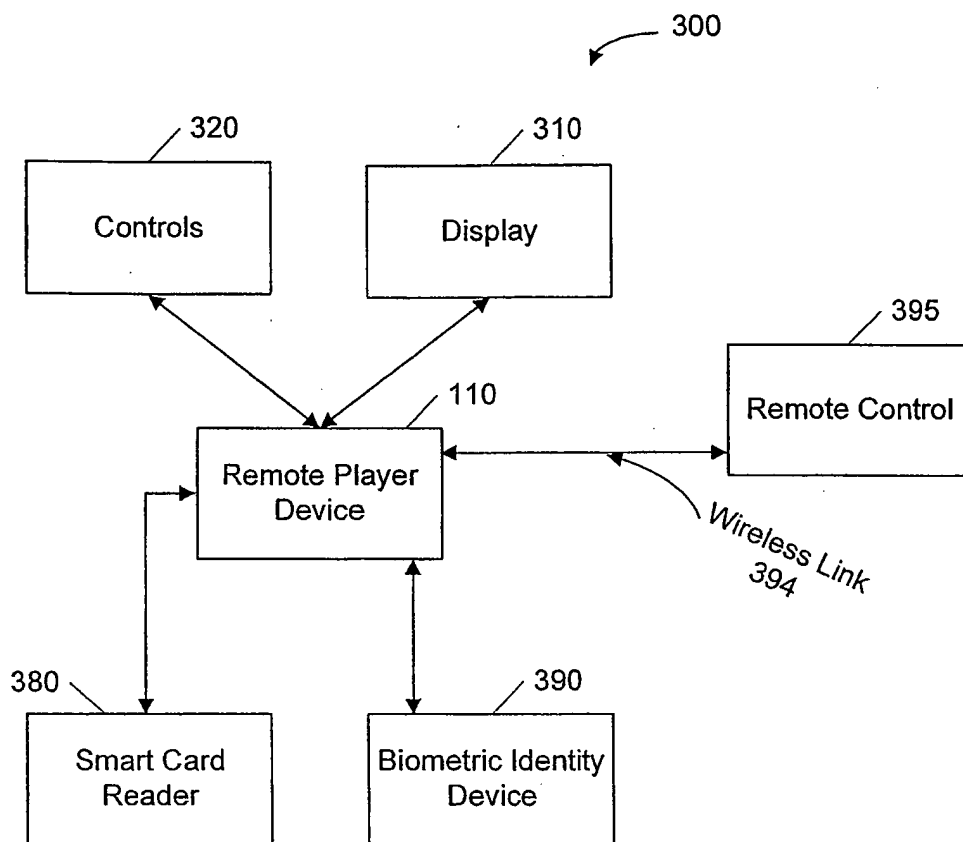 300
320
310
Controls
Display
395
Remote Control
110
Remote Player
Device
Wireless Link
394
380
390
Smart Card
Reader
Biometric Identity
Device